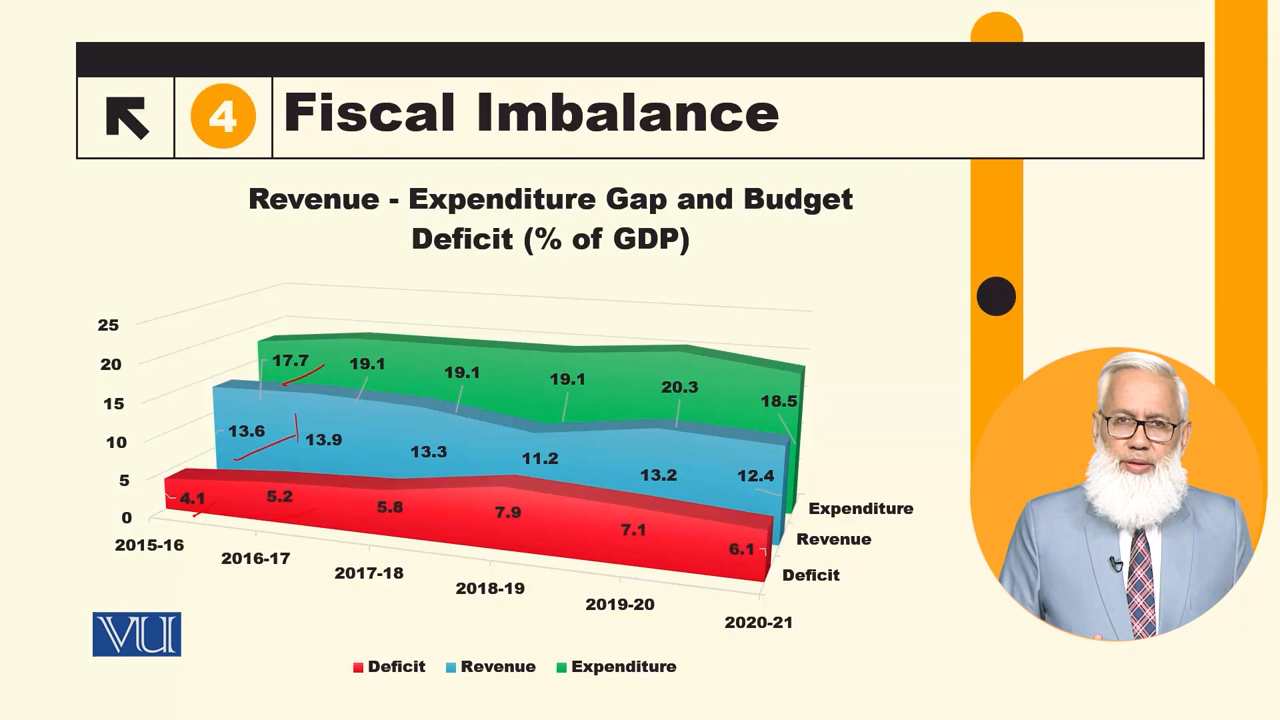 4 Fiscal Imbalance
Revenue - Expenditure Gap and Budget
Deficit (% of GDP)
25
20
15
10
5
0
17.7 19.1 19.1 19.1 20.3 18.5
13.6 13.9 13.3 11.2 13.2 12.4
4.1 5.2 5.8 7.9 7.1 6.1
Expenditure
Revenue
Deficit
2015-16 2016-17 2017-18 2018-19 2019-20 2020-21
VU
Deficit Revenue Expenditure